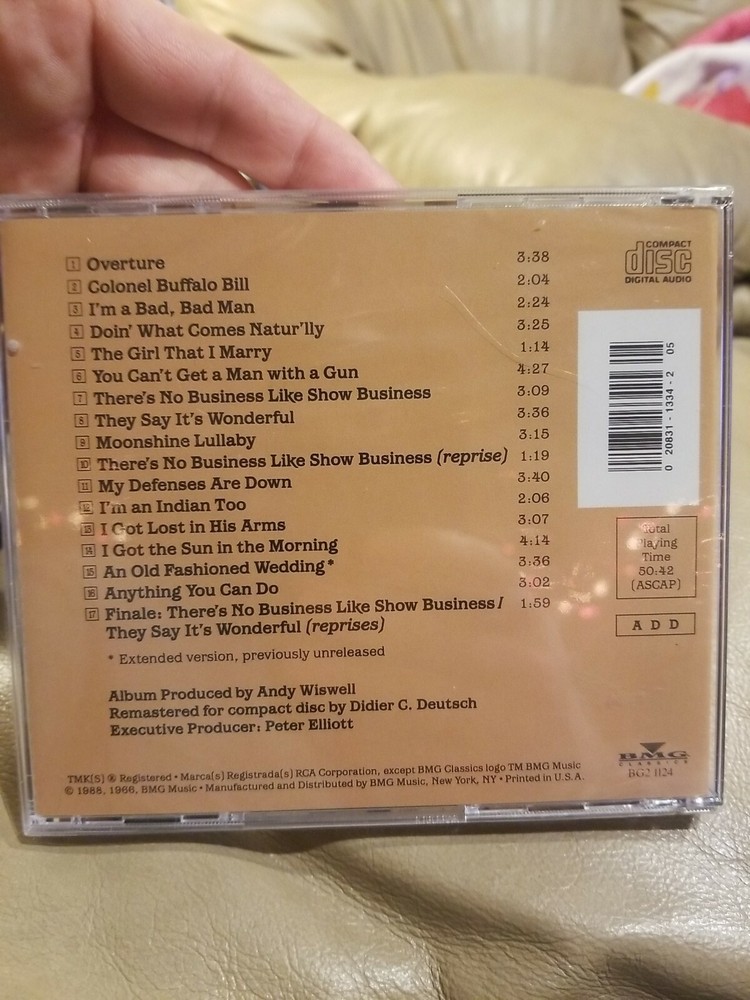 1 Overture 3:38
2 Colonel Buffalo Bill 2:04
3 I'm a Bad, Bad Man 2:24
4 Doin' What Comes Natur'lly 3:25
5 The Girl That I Marry 1:14
6 You Can't Get a Man with a Gun 4:27
7 There's No Business Like Show Business 3:09
8 They Say It's Wonderful 3:36
9 Moonshine Lullaby 3:15
10 There's No Business Like Show Business (reprise) 1:19
11 My Defenses Are Down 3:40
12 I'm an Indian Too 2:06
13 I Got Lost in His Arms 3:07
14 I Got the Sun in the Morning 4:14
15 An Old Fashioned Wedding* 3:36
16 Anything You Can Do 3:02
17 Finale: There's No Business Like Show Business/ 1:59
They Say It's Wonderful (reprises)
* Extended version, previously unreleased
Album Produced by Andy Wiswell
Remastered for compact disc by Didier C. Deutsch
Executive Producer: Peter Elliott
TMK(S) ® Registered • Marca(s) Registrada(s) RCA Corporation, except BMG Classics logo TM BMG Music
© 1988, 1966, BMG Music • Manufactured and Distributed by BMG Music, New York, NY • Printed in U.S.A.
COMPACT
disc
DIGITAL AUDIO
0 20831-1334-2 05
Total
Playing
Time
50:42
(ASCAP)
A D D
BMG
CLASSICS
BG2 1124